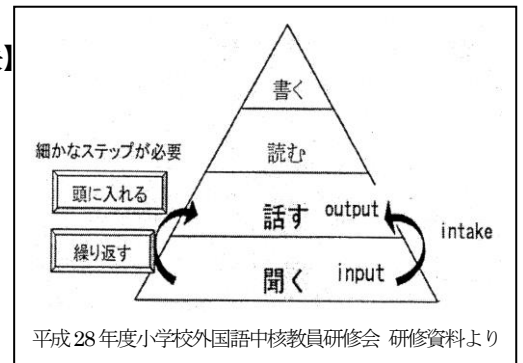 】
書く
細かなステップが必要
読む
頭に入れる
話す output
intake
繰り返す
聞く input
平成28年度小学校外国語中核教員研修会 研修資料より